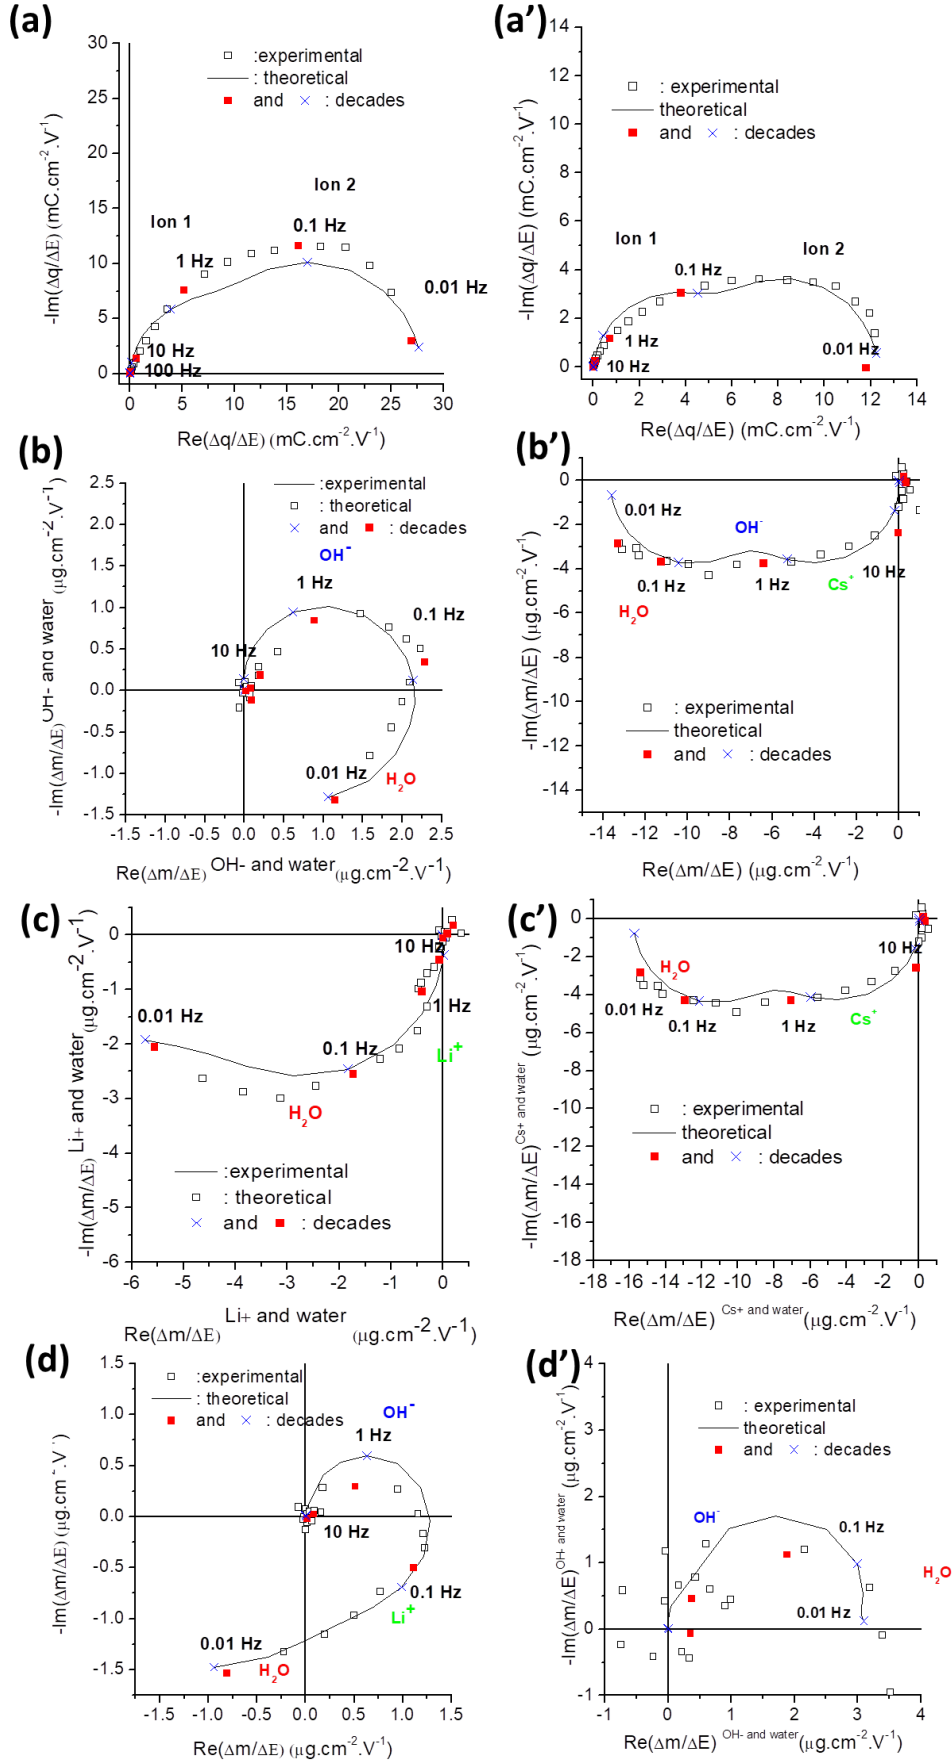 (a)
30
25
20
15
10
5
0
-Im(Δq/ΔE) (mC.cm-2.V-1)
:experimental
: theoretical
and × : decades
Ion 1
Ion 2
0.1 Hz
1 Hz
0.01 Hz
10 Hz
100Hz
0 5 10 15 20 25 30
Re(Δq/ΔE) (mC.cm-2.V-1)
(a’)
14
12
10
8
6
4
2
0
-Im(Δq/ΔE) (mC.cm-2.V-1)
: experimental
theoretical
and × : decades
Ion 1
Ion 2
0.1 Hz
1 Hz
0.01 Hz
10 Hz
0 2 4 6 8 10 12 14
Re(Δq/ΔE) (mC.cm-2.V-1)
(b)
2.5
2.0
1.5
1.0
0.5
0.0
-0.5
-1.0
-1.5
-Im(Δm/ΔE) OH- and water (μg.cm-2.V-1)
:experimental
: theoretical
× and : decades
OH-
1 Hz
0.1 Hz
10 Hz
0.01 Hz
H2O
-1.5 -1.0 -0.5 0.0 0.5 1.0 1.5 2.0 2.5
Re(Δm/ΔE) OH- and water (μg.cm-2.V-1)
(b’)
0
-2
-4
-6
-8
-10
-12
-14
-Im(Δm/ΔE) (μg.cm-2.V-1)
0.01 Hz
OH-
0.1 Hz
1 Hz
10 Hz
H2O
Cs+
: experimental
theoretical
and × : decades
-14 -12 -10 -8 -6 -4 -2 0
Re(Δm/ΔE) (μg.cm-2.V-1)
(c)
0
-1
-2
-3
-4
-5
-6
-Im(Δm/ΔE) Li+ and water (μg.cm-2.V-1)
10 Hz
1 Hz
0.01 Hz
0.1 Hz
Li+
H2O
:experimental
: theoretical
× and : decades
-6 -5 -4 -3 -2 -1 0
Re(Δm/ΔE) Li+ and water (μg.cm-2.V-1)
(c’)
0
-2
-4
-6
-8
-10
-12
-14
-16
-18
-Im(Δm/ΔE) Cs+ and water (μg.cm-2.V-1)
10 Hz
H2O
0.01 Hz
0.1 Hz
1 Hz
Cs+
: experimental
theoretical
and × : decades
-18 -16 -14 -12 -10 -8 -6 -4 -2 0
Re(Δm/ΔE) Cs+ and water (μg.cm-2.V-1)
(d)
1.5
1.0
0.5
0.0
-0.5
-1.0
-1.5
-Im(Δm/ΔE) (μg.cm-2.V-1)
:experimental
: theoretical
and × : decades
OH-
1 Hz
10 Hz
0.1 Hz
Li+
0.01 Hz
H2O
-1.5 -1.0 -0.5 0.0 0.5 1.0 1.5
Re(Δm/ΔE) (μg.cm-2.V-1)
(d’)
4
3
2
1
0
-1
-Im(Δm/ΔE) OH- and water (μg.cm-2.V-1)
: experimental
theoretical
and × : decades
OH-
0.1 Hz
H2O
0.01 Hz
-1 0 1 2 3 4
Re(Δm/ΔE) OH- and water (μg.cm-2.V-1)